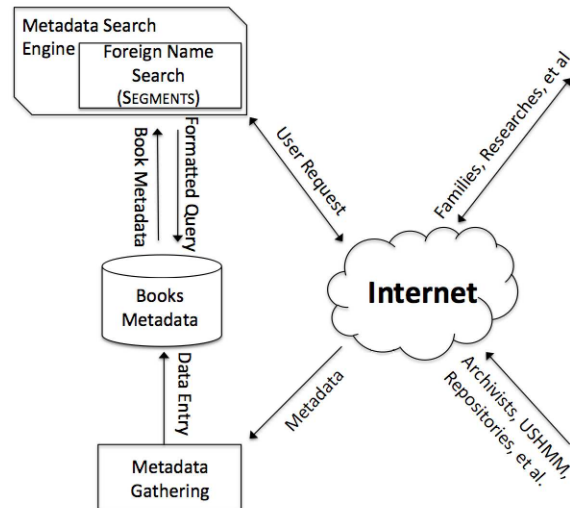 Metadata Search
Engine
Foreign Name
Search
(SEGMENTS)
Book Metadata
Formatted Query
User Request
Families, Researches, et al
Internet
Books
Metadata
Data Entry
Metadata
Archivists, USHMM,
Repositories, et al.
Metadata
Gathering